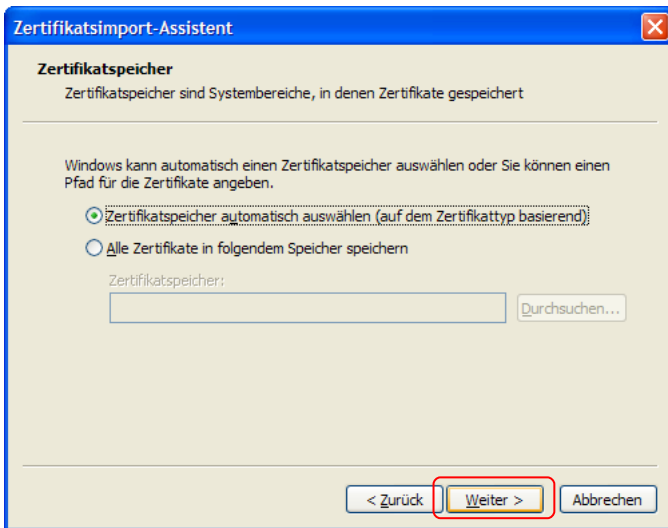 Zertifikatsimport-Assistent
Zertifikatspeicher
Zertifikatspeicher sind Systembereiche, in denen Zertifikate gespeichert
Windows kann automatisch einen Zertifikatspeicher auswählen oder Sie können einen
Pfad für die Zertifikate angeben.
Zertifikatspeicher automatisch auswählen (auf dem Zertifikattyp basierend)
Alle Zertifikate in folgendem Speicher speichern
Zertifikatspeicher:
Durchsuchen...
< Zurück Weiter > Abbrechen